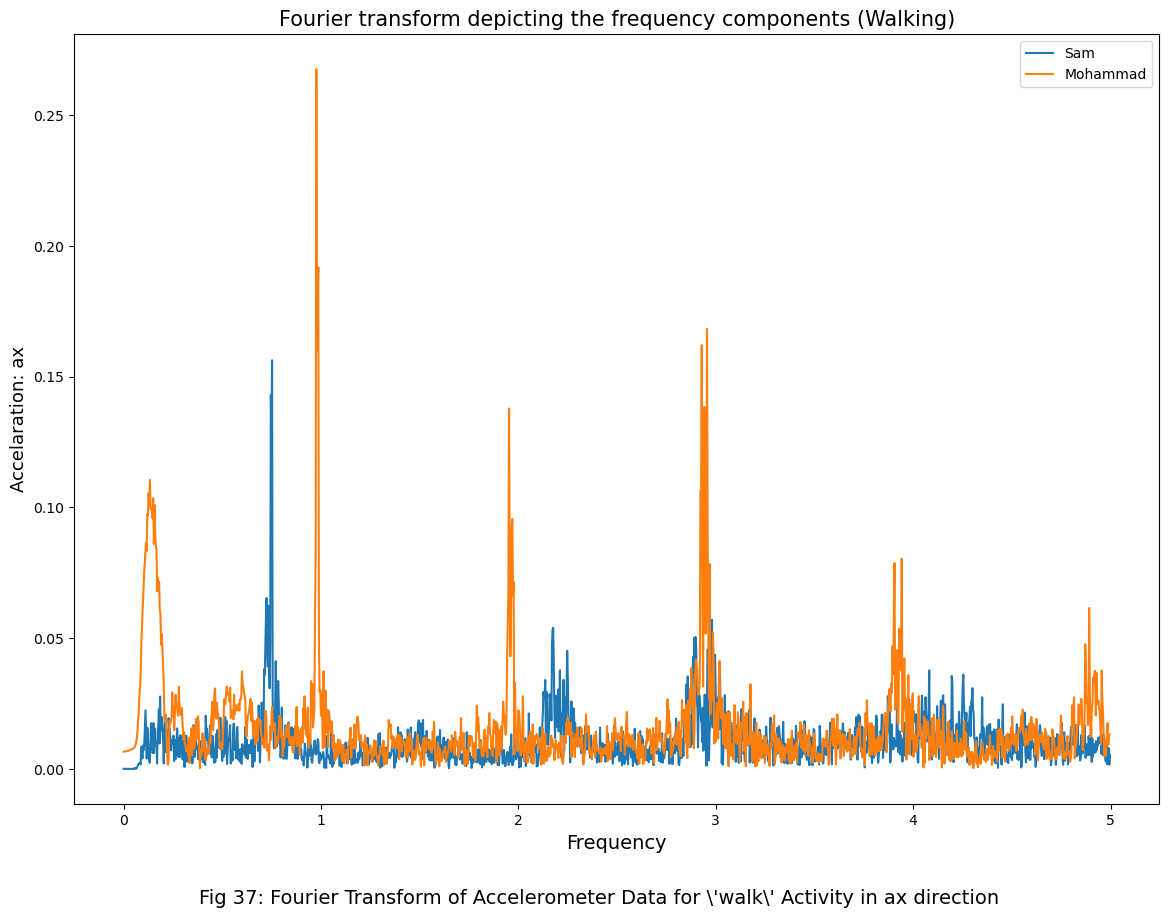 Fourier transform depicting the frequency components (Walking)
Sam
Mohammad
0.25
0.20
0.15
0.10
0.05
0.00
Accelaration: ax
0 1 2 3 4 5
Frequency
Fig 37: Fourier Transform of Accelerometer Data for \'walk\' Activity in ax direction